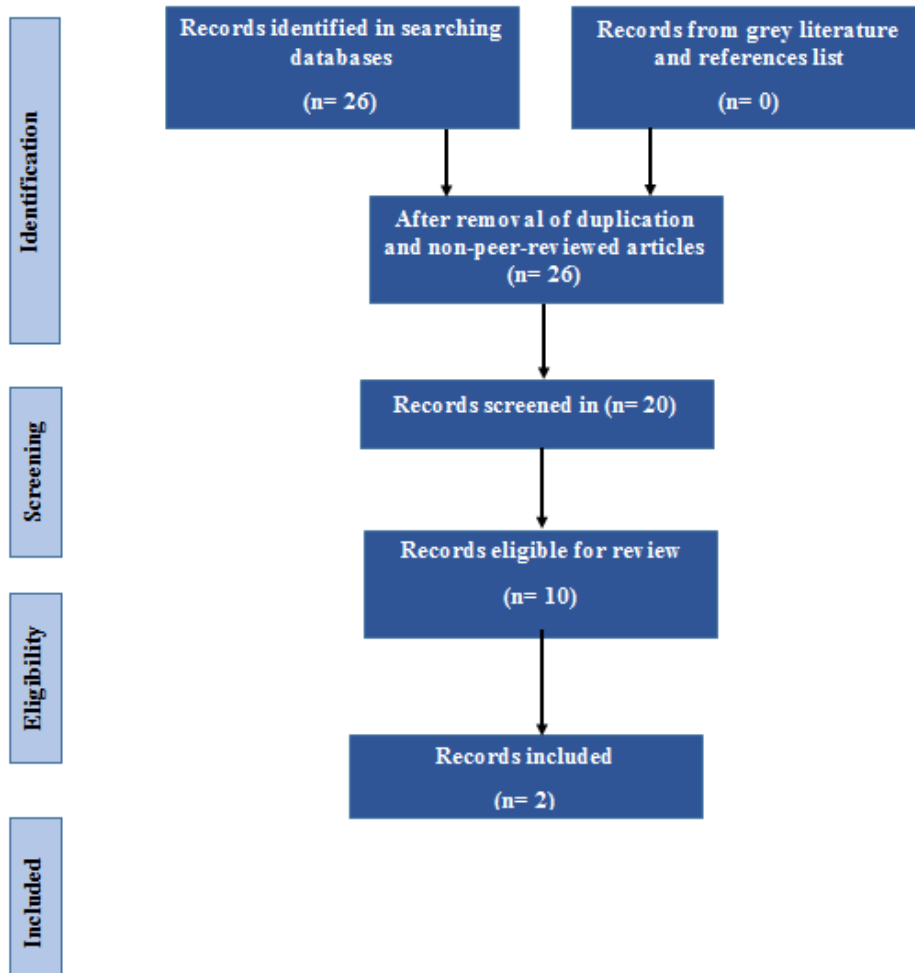 Identification
Records identified in searching
databases
(n= 26)
Records from grey literature
and references list
(n= 0)
After removal of duplication
and non-peer-reviewed articles
(n= 26)
Screening
Records screened in (n= 20)
Records eligible for review
(n= 10)
Eligibility
Records included
(n= 2)
Included